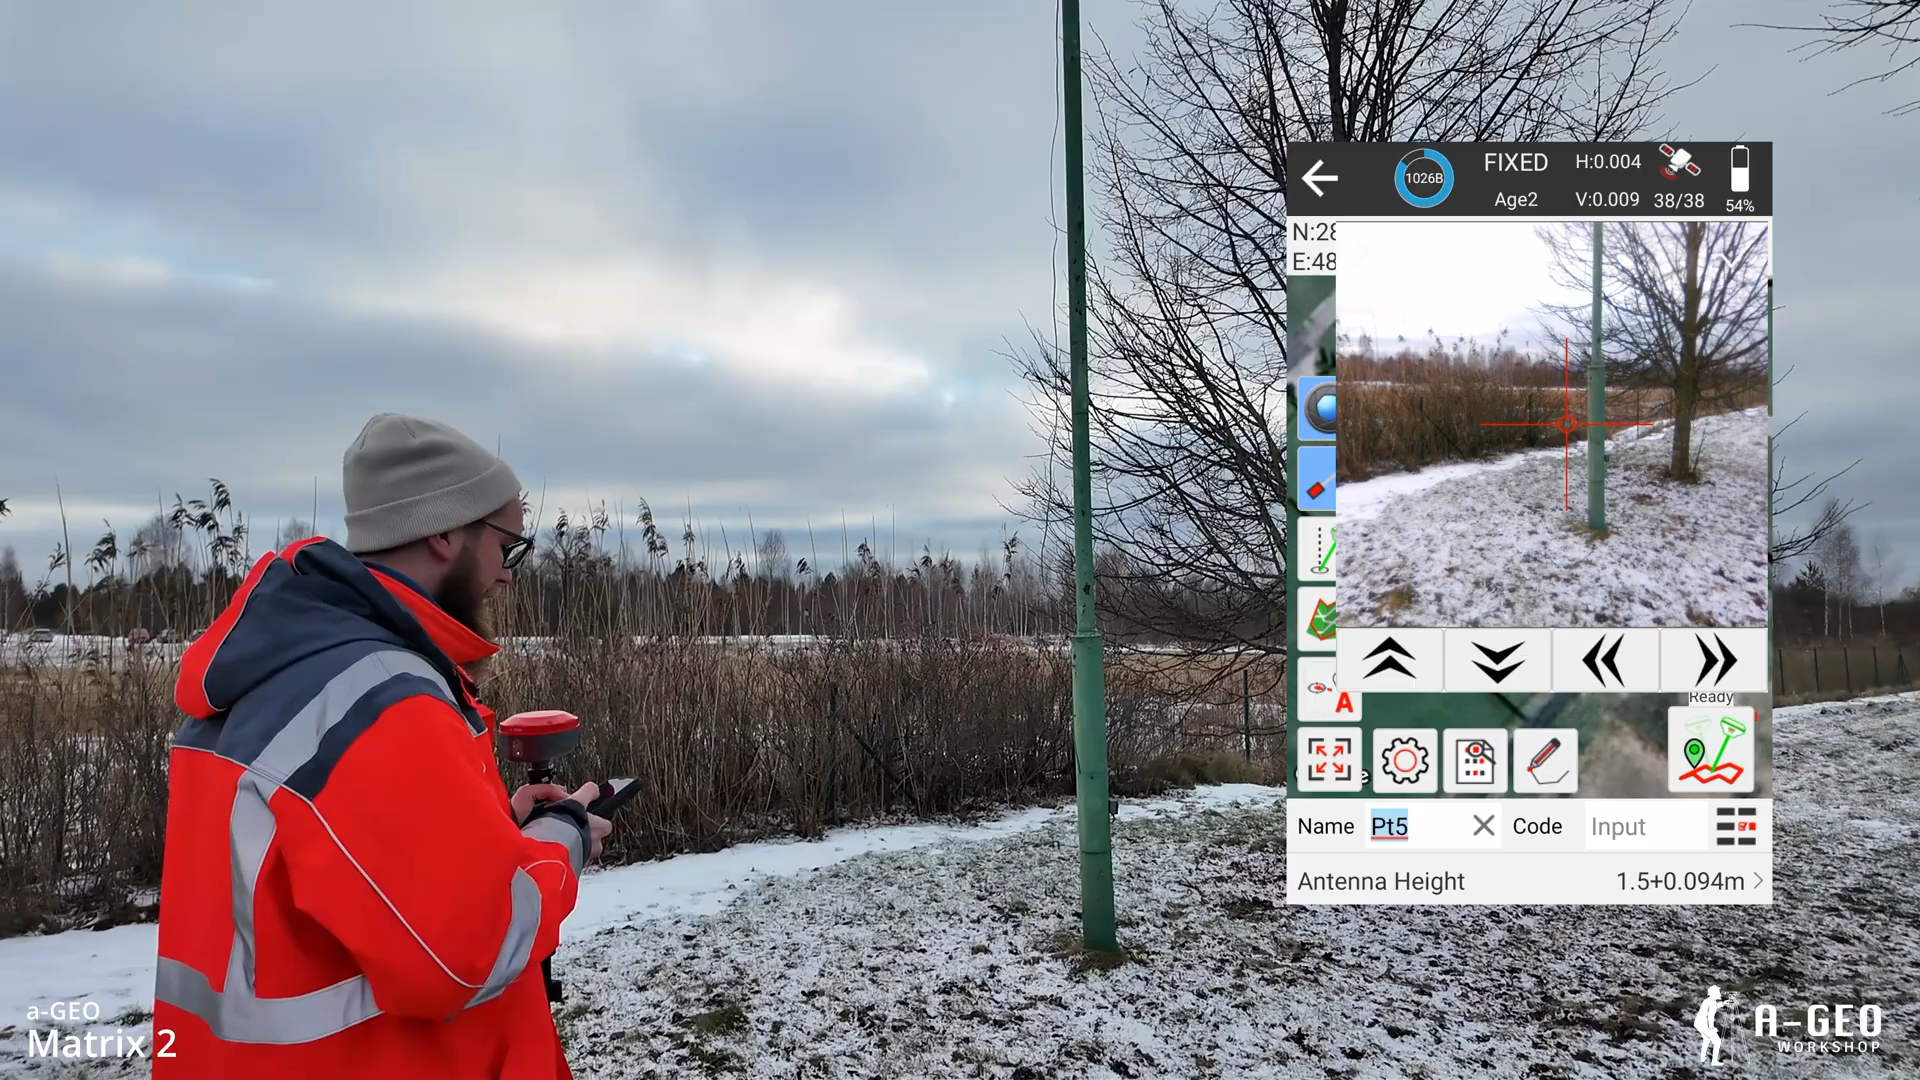 1026B
FIXED
H:0.004
Age2
V:0.009
38/38
54%
N:28
E:48
Ready
A
Name
Pt5
Code
Input
Antenna Height
1.5+0.094m
a-GEO
Matrix 2
A-GEO
WORKSHOP